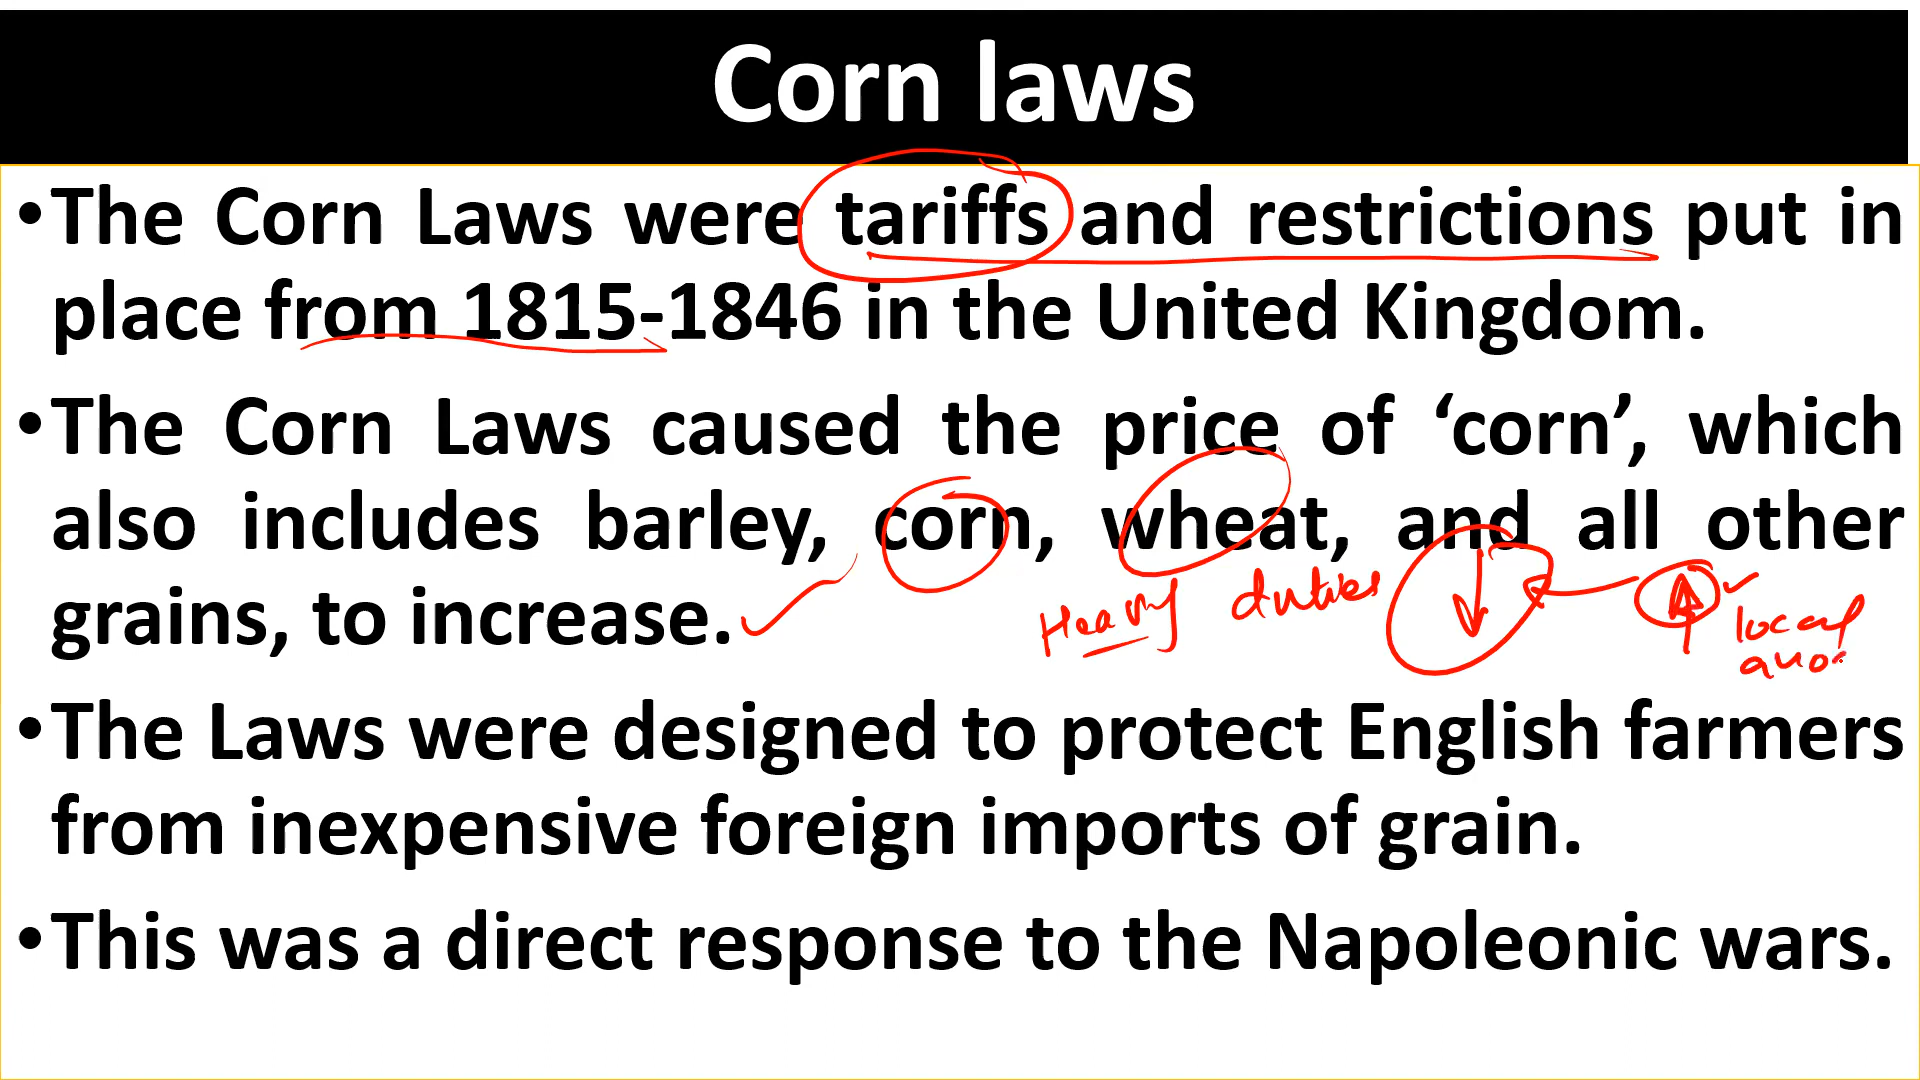 Corn laws
•The Corn Laws were tariffs and restrictions put in
place from 1815-1846 in the United Kingdom.
•The Corn Laws caused the price of ‘corn’, which
also includes barley, corn, wheat, and all other
grains, to increase.
Heavy duties
local
•The Laws were designed to protect English farmers
from inexpensive foreign imports of grain.
•This was a direct response to the Napoleonic wars.